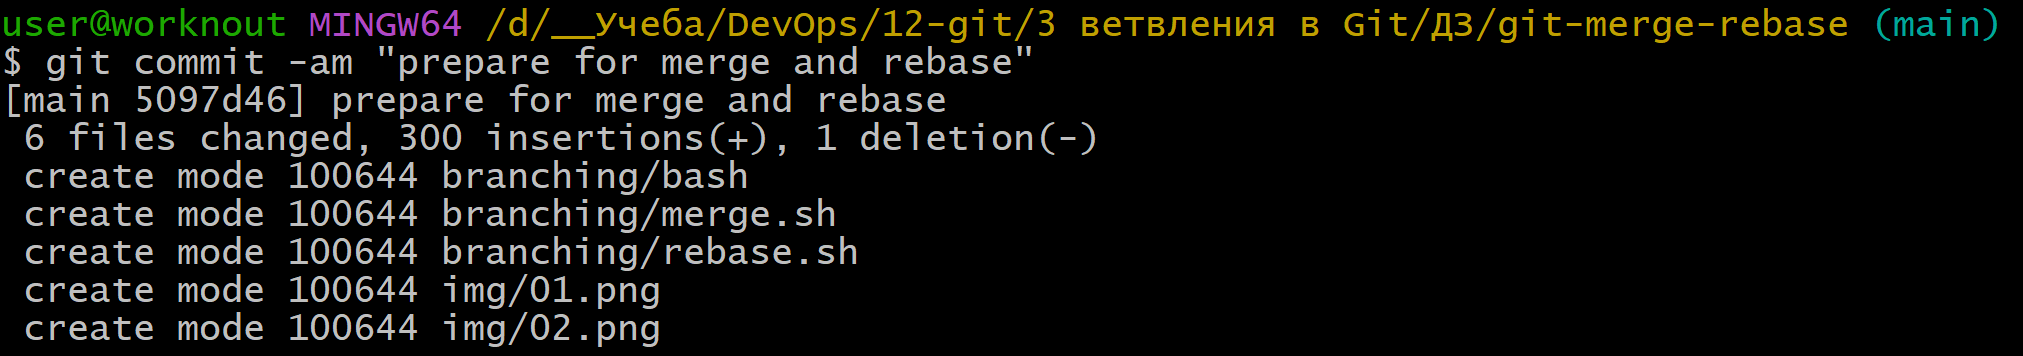 user@worknout MINGW64 /d/__Учеба/DevOps/12-git/3 ветвления в Git/ДЗ/git-merge-rebase (main)
$ git commit -am "prepare for merge and rebase"
[main 5097d46] prepare for merge and rebase
 6 files changed, 300 insertions(+), 1 deletion(-)
 create mode 100644 branching/bash
 create mode 100644 branching/merge.sh
 create mode 100644 branching/rebase.sh
 create mode 100644 img/01.png
 create mode 100644 img/02.png